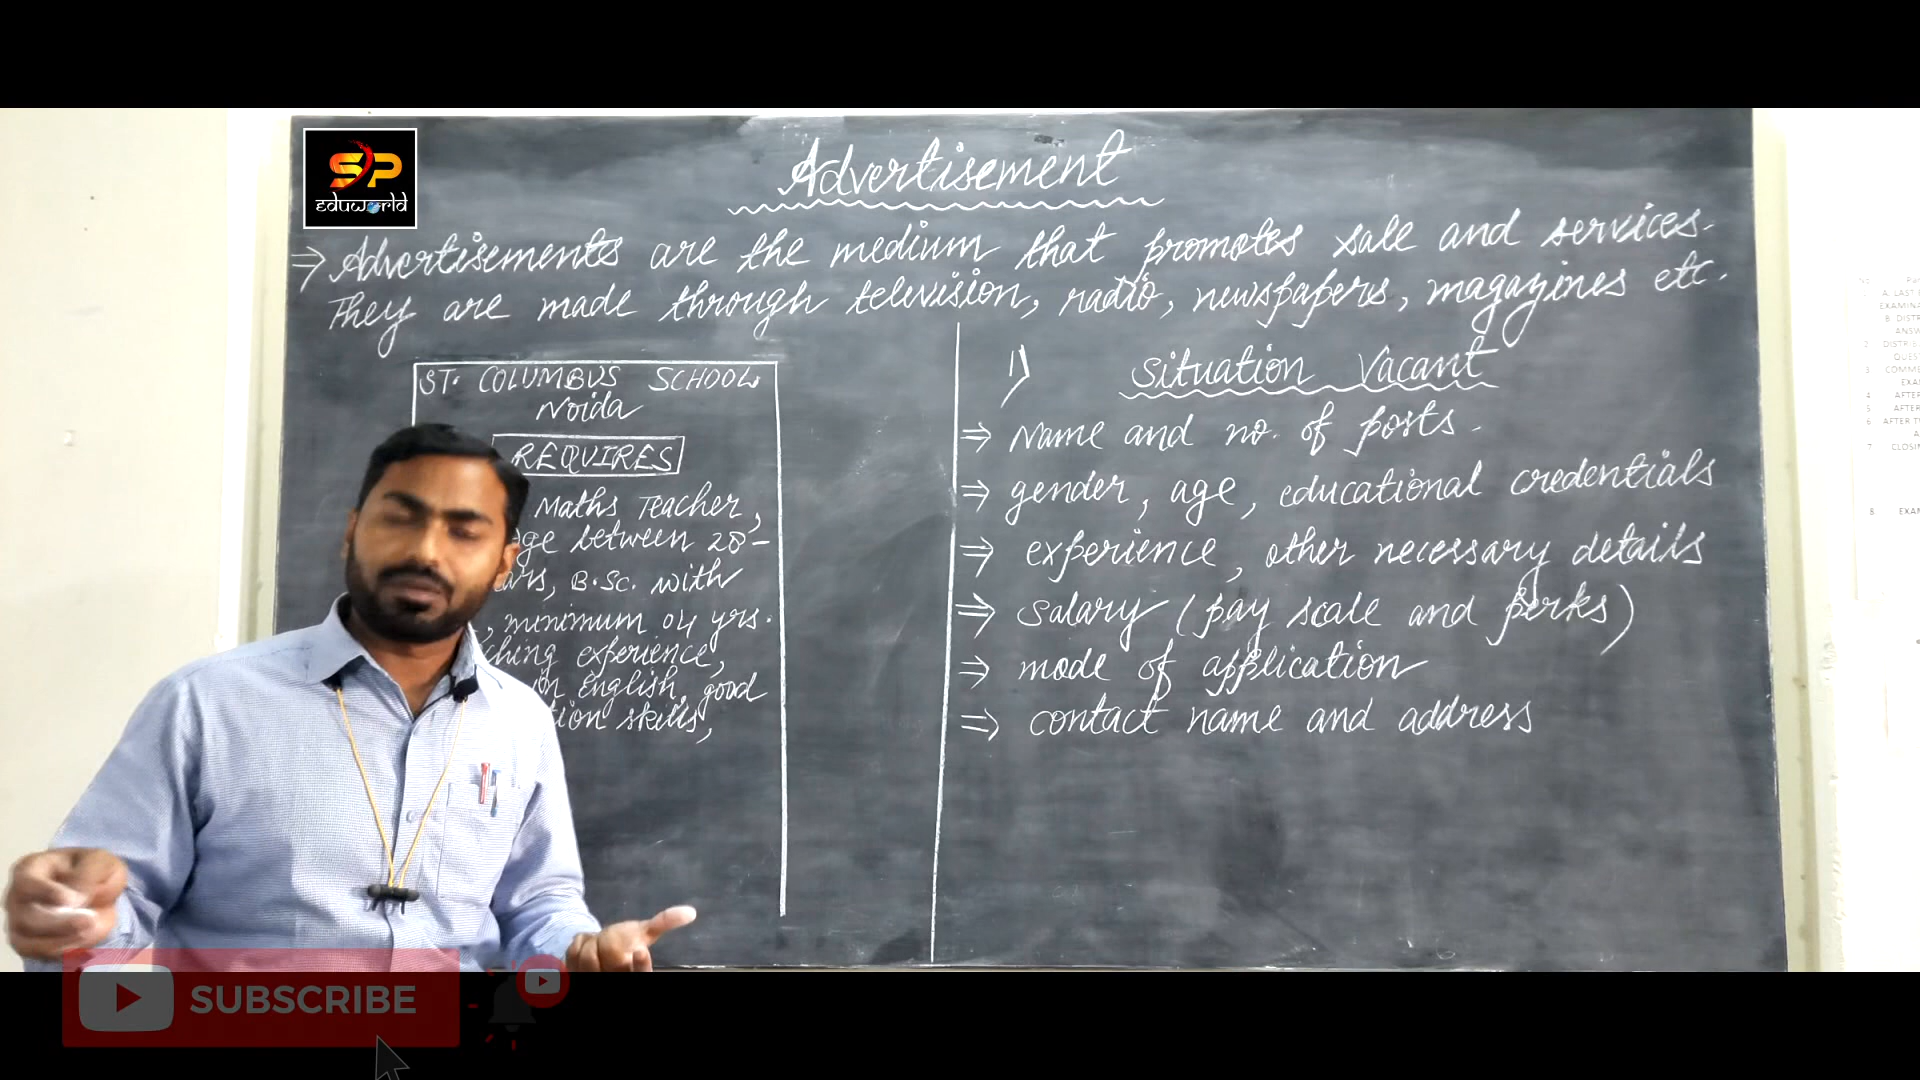 SP
eduworld
Advertisement
⇒ Advertisements are the medium that promotes sale and services.
They are made through television, radio, newspapers, magazines etc.
ST. COLUMBUS SCHOOL
Noida
REQUIRES
Maths Teacher,
age between 28-
B.Sc. with
, minimum 04 yrs.
experience,
English, good
skills,
1) Situation Vacant
⇒ Name and no. of posts.
⇒ gender, age, educational credentials
⇒ experience, other necessary details
⇒ salary (pay scale and perks)
⇒ mode of application
⇒ contact name and address
SUBSCRIBE